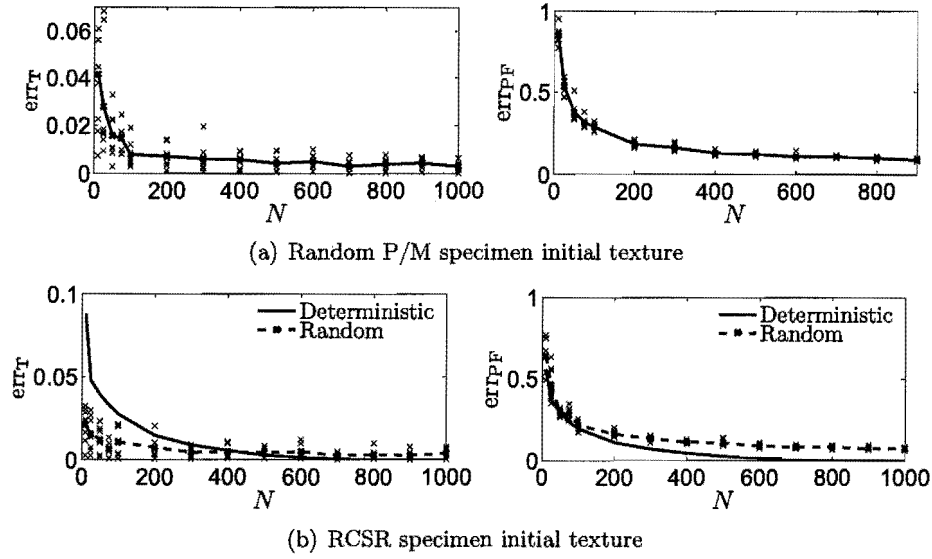 0.06
0.04
0.02
0
err_T
0 200 400 600 800 1000
N
1
0.5
0
err_PF
0 200 400 600 800
N
(a) Random P/M specimen initial texture
0.1
0.05
0
err_T
Deterministic
Random
0 200 400 600 800 1000
N
1
0.5
0
err_PF
Deterministic
Random
0 200 400 600 800 1000
N
(b) RCSR specimen initial texture